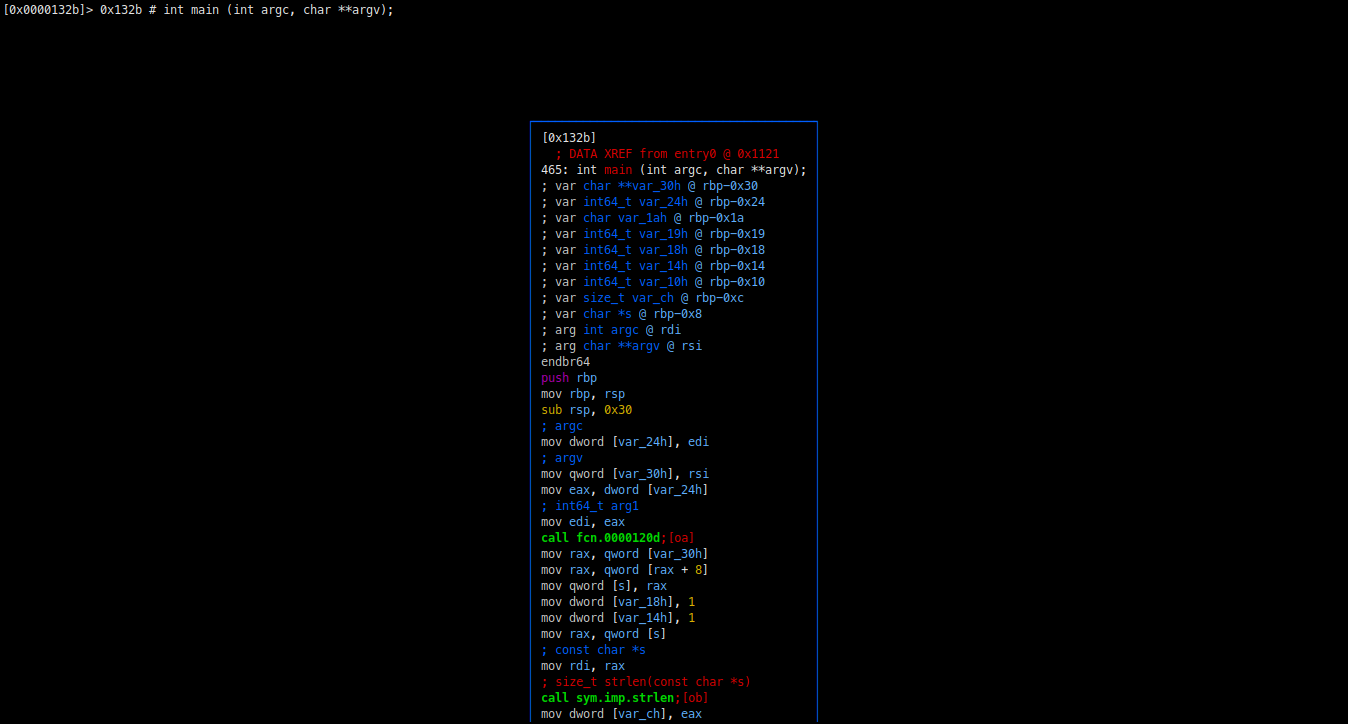 [0x0000132b]> 0x132b # int main (int argc, char **argv);
[0x132b]
; DATA XREF from entry0 @ 0x1121
465: int main (int argc, char **argv);
; var char **var_30h @ rbp-0x30
; var int64_t var_24h @ rbp-0x24
; var char var_1ah @ rbp-0x1a
; var int64_t var_19h @ rbp-0x19
; var int64_t var_18h @ rbp-0x18
; var int64_t var_14h @ rbp-0x14
; var int64_t var_10h @ rbp-0x10
; var size_t var_ch @ rbp-0xc
; var char *s @ rbp-0x8
; arg int argc @ rdi
; arg char **argv @ rsi
endbr64
push rbp
mov rbp, rsp
sub rsp, 0x30
; argc
mov dword [var_24h], edi
; argv
mov qword [var_30h], rsi
mov eax, dword [var_24h]
; int64_t arg1
mov edi, eax
call fcn.0000120d;[oa]
mov rax, qword [var_30h]
mov rax, qword [rax + 8]
mov qword [s], rax
mov dword [var_18h], 1
mov dword [var_14h], 1
mov rax, qword [s]
; const char *s
mov rdi, rax
; size_t strlen(const char *s)
call sym.imp.strlen;[ob]
mov dword [var_ch], eax